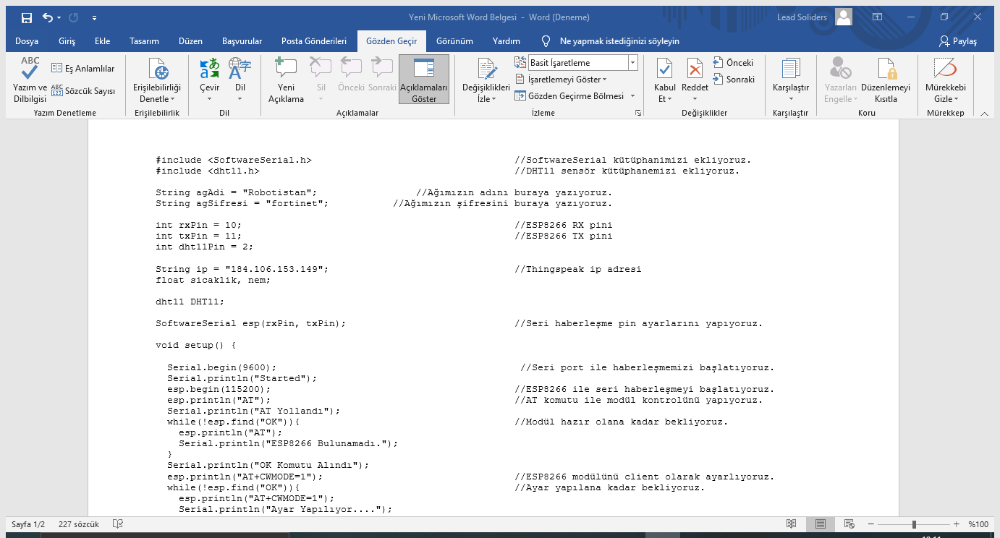 Yeni Microsoft Word Belgesi - Word (Deneme)
Lead Soliders
Dosya Giriş Ekle Tasarım Düzen Başvurular Posta Gönderileri Gözden Geçir Görünüm Yardım Ne yapmak istediğinizi söyleyin Paylaş
ABC
Yazım ve
Dilbilgisi
Eş Anlamlılar
ABC
123 Sözcük Sayısı
Yazım Denetleme
Erişilebilirliği
Denetle
Erişilebilirlik
Çevir
Dil
Dil
Yeni
Açıklama
Sil
Önceki
Sonraki
Açıklamaları
Göster
Açıklamalar
Değişiklikleri
İzle
Basit İşaretleme
İşaretlemeyi Göster
Gözden Geçirme Bölmesi
İzleme
Kabul
Et
Reddet
Önceki
Sonraki
Değişiklikler
Karşılaştır
Karşılaştır
Yazarları
Engelle
Düzenlemeyi
Kısıtla
Koru
Mürekkebi
Gizle
Mürekkep
#include <SoftwareSerial.h> //SoftwareSerial kütüphanimizi ekliyoruz.
#include <dht11.h> //DHT11 sensör kütüphanemizi ekliyoruz.
String agAdi = "Robotistan"; //Ağımızın adını buraya yazıyoruz.
String agSifresi = "fortinet"; //Ağımızın şifresini buraya yazıyoruz.
int rxPin = 10; //ESP8266 RX pini
int txPin = 11; //ESP8266 TX pini
int dht11Pin = 2;
String ip = "184.106.153.149"; //Thingspeak ip adresi
float sicaklik, nem;
dht11 DHT11;
SoftwareSerial esp(rxPin, txPin); //Seri haberleşme pin ayarlarını yapıyoruz.
void setup() {
Serial.begin(9600); //Seri port ile haberleşmemizi başlatıyoruz.
Serial.println("Started");
esp.begin(115200); //ESP8266 ile seri haberleşmeyi başlatıyoruz.
esp.println("AT"); //AT komutu ile modül kontrolünü yapıyoruz.
Serial.println("AT Yollandı");
while(!esp.find("OK")){ //Modül hazır olana kadar bekliyoruz.
esp.println("AT");
Serial.println("ESP8266 Bulunamadı.");
}
Serial.println("OK Komutu Alındı");
esp.println("AT+CWMODE=1"); //ESP8266 modülünü client olarak ayarlıyoruz.
while(!esp.find("OK")){ //Ayar yapılana kadar bekliyoruz.
esp.println("AT+CWMODE=1");
Serial.println("Ayar Yapılıyor....");
Sayfa 1/2 227 sözcük %100